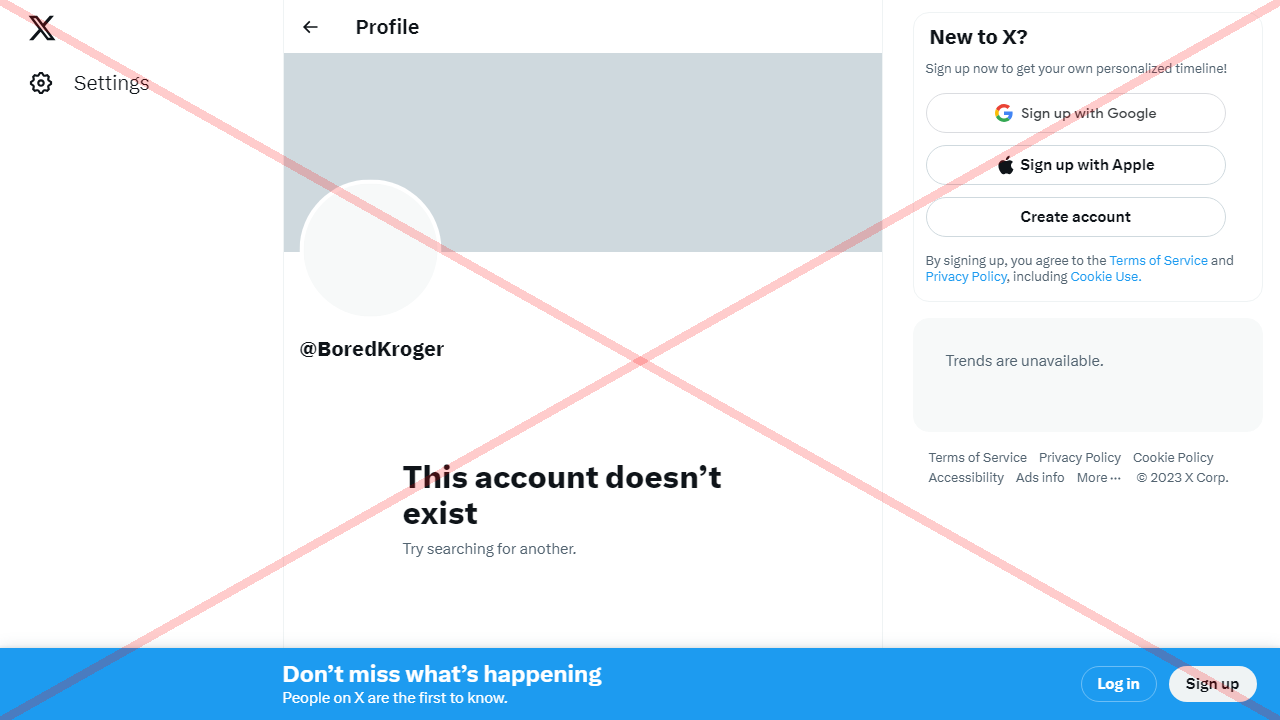 Settings
Profile
@BoredKroger
This account doesn’t
exist
Try searching for another.
New to X?
Sign up now to get your own personalized timeline!
Sign up with Google
Sign up with Apple
Create account
By signing up, you agree to the Terms of Service and
Privacy Policy, including Cookie Use.
Trends are unavailable.
Terms of Service Privacy Policy Cookie Policy
Accessibility Ads info More ··· © 2023 X Corp.
Don’t miss what’s happening
People on X are the first to know.
Log in
Sign up